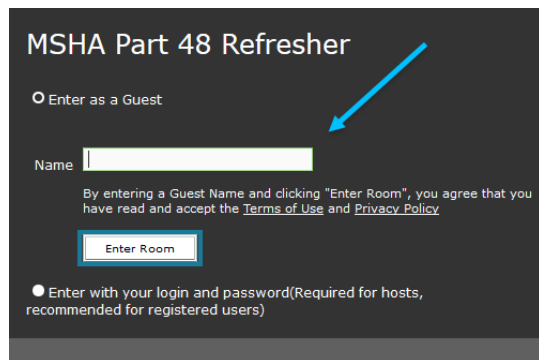 MSHA Part 48 Refresher
Enter as a Guest
Name
By entering a Guest Name and clicking "Enter Room", you agree that you
have read and accept the Terms of Use and Privacy Policy
Enter Room
Enter with your login and password(Required for hosts,
recommended for registered users)